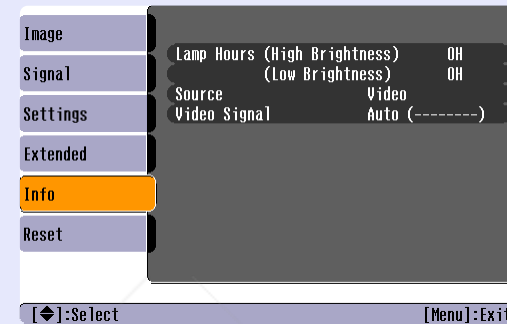 Image
Signal
Settings
Extended
Info
Reset
Lamp Hours (High Brightness) 0H
(Low Brightness) 0H
Source Video
Video Signal Auto (--------)
[◆]:Select [Menu]:Exit